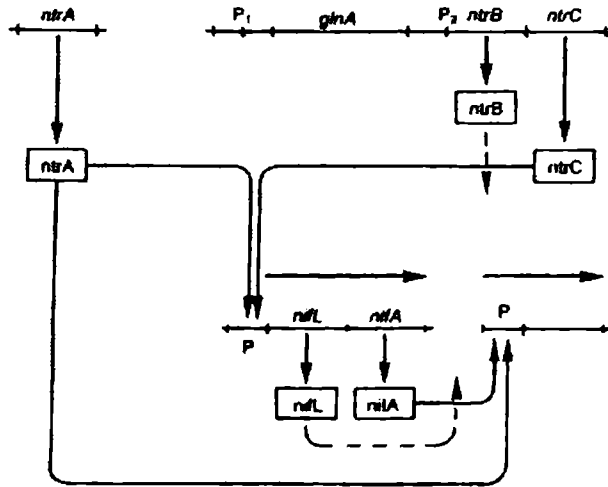 ntrA P₁ glnA P₂ ntrB ntrC
ntrB
ntrA ntrC
nifL nifA P
P
nifL nifA